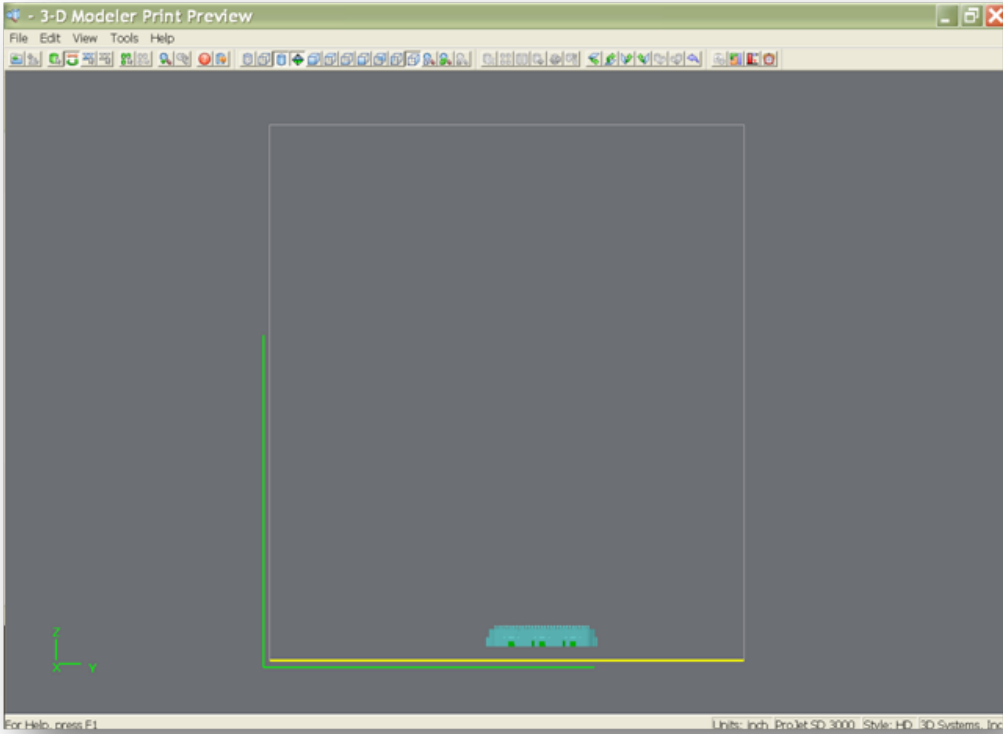 - 3-D Modeler Print Preview
File Edit View Tools Help
Z
X Y
For Help, press F1
Units: inch ProJet SD 3000 Style: HD 3D Systems, Inc